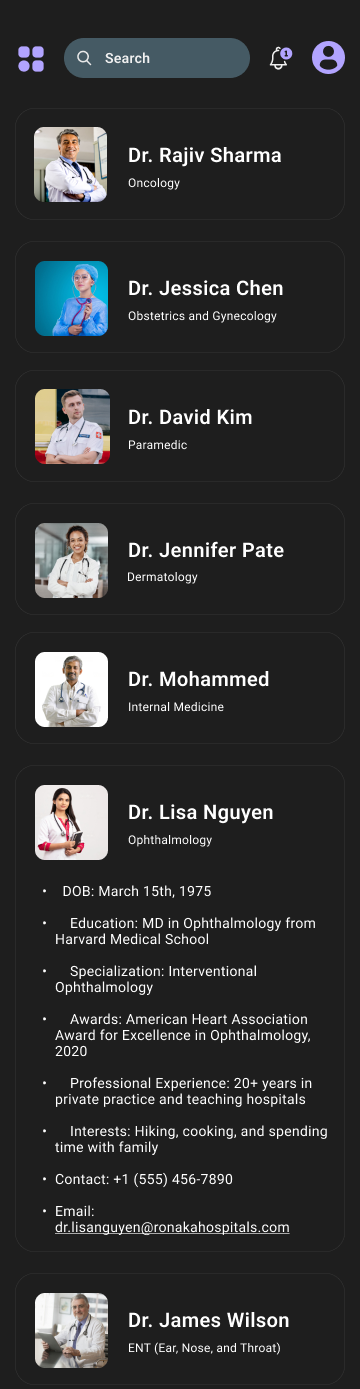 Search
1
Dr. Rajiv Sharma
Oncology
Dr. Jessica Chen
Obstetrics and Gynecology
Dr. David Kim
Paramedic
Dr. Jennifer Pate
Dermatology
Dr. Mohammed
Internal Medicine
Dr. Lisa Nguyen
Ophthalmology
• DOB: March 15th, 1975
• Education: MD in Ophthalmology from
Harvard Medical School
• Specialization: Interventional
Ophthalmology
• Awards: American Heart Association
Award for Excellence in Ophthalmology,
2020
• Professional Experience: 20+ years in
private practice and teaching hospitals
• Interests: Hiking, cooking, and spending
time with family
• Contact: +1 (555) 456-7890
• Email:
dr.lisanguyen@ronakahospitals.com
Dr. James Wilson
ENT (Ear, Nose, and Throat)